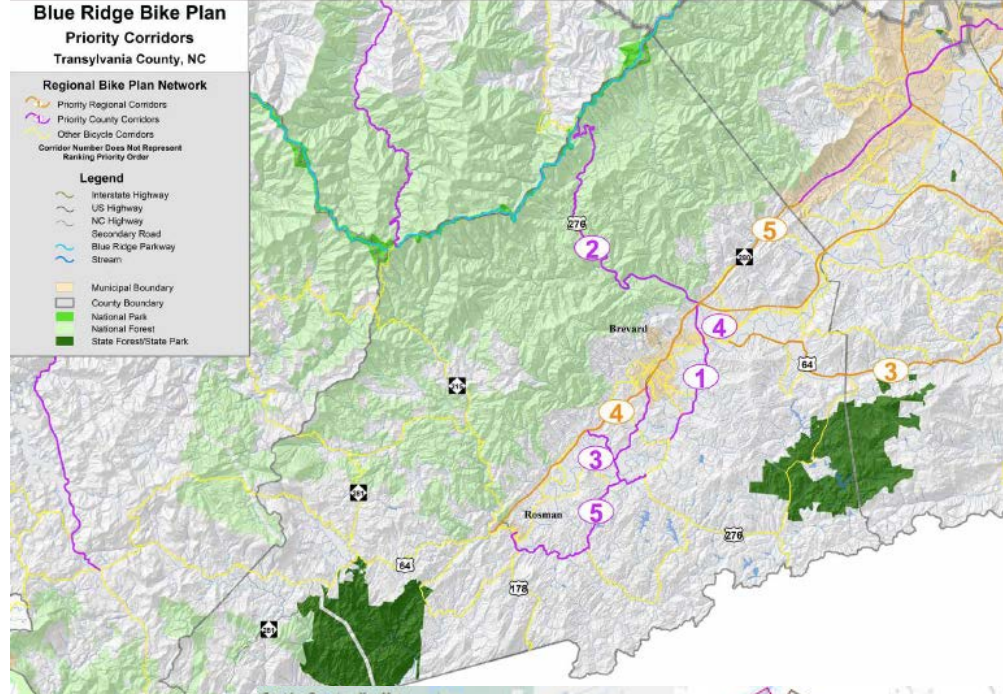 Blue Ridge Bike Plan
Priority Corridors
Transylvania County, NC
Regional Bike Plan Network
Priority Regional Corridors
Priority County Corridors
Other Bicycle Corridors
Corridor Number Does Not Represent
Ranking Priority Order
Legend
Interstate Highway
US Highway
NC Highway
Secondary Road
Blue Ridge Parkway
Stream
Municipal Boundary
County Boundary
National Park
National Forest
State Forest/State Park
276
5
2
280
Brevard
4
64
3
1
215
4
3
281
5
Rosman
276
64
178
281